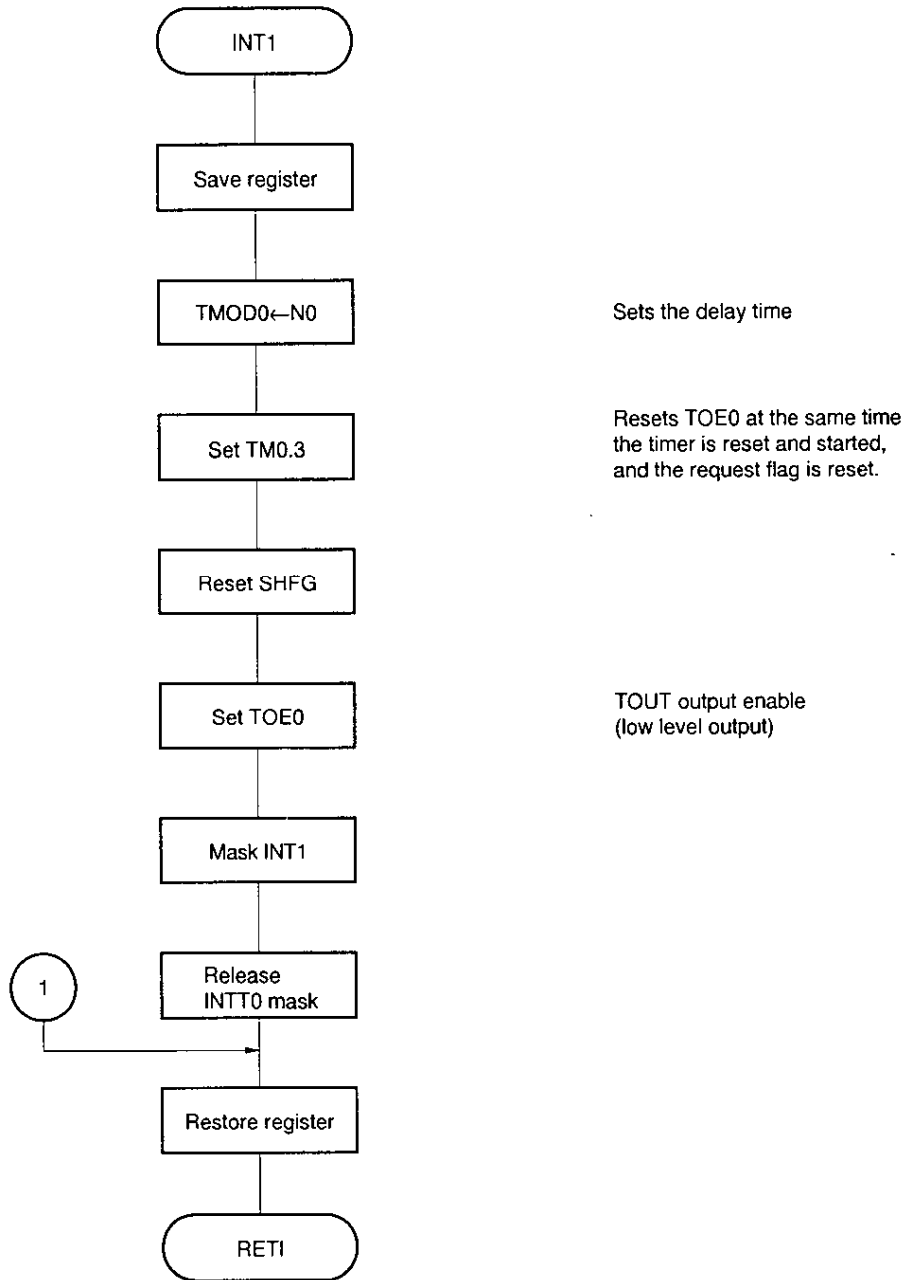 INT1
Save register
TMOD0←N0
Sets the delay time
Set TM0.3
Resets TOE0 at the same time
the timer is reset and started,
and the request flag is reset.
Reset SHFG
Set TOE0
TOUT output enable
(low level output)
Mask INT1
Release
INTT0 mask
1
Restore register
RETI